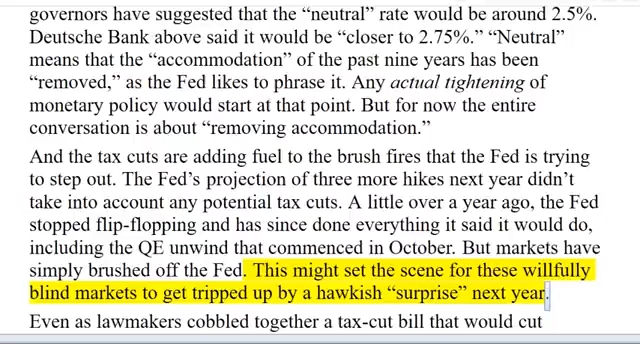 governors have suggested that the “neutral” rate would be around 2.5%.
Deutsche Bank above said it would be “closer to 2.75%.” “Neutral”
means that the “accommodation” of the past nine years has been
“removed,” as the Fed likes to phrase it. Any actual tightening of
monetary policy would start at that point. But for now the entire
conversation is about “removing accommodation.”
And the tax cuts are adding fuel to the brush fires that the Fed is trying
to step out. The Fed’s projection of three more hikes next year didn’t
take into account any potential tax cuts. A little over a year ago, the Fed
stopped flip-flopping and has since done everything it said it would do,
including the QE unwind that commenced in October. But markets have
simply brushed off the Fed. This might set the scene for these willfully
blind markets to get tripped up by a hawkish “surprise” next year.
Even as lawmakers cobbled together a tax-cut bill that would cut